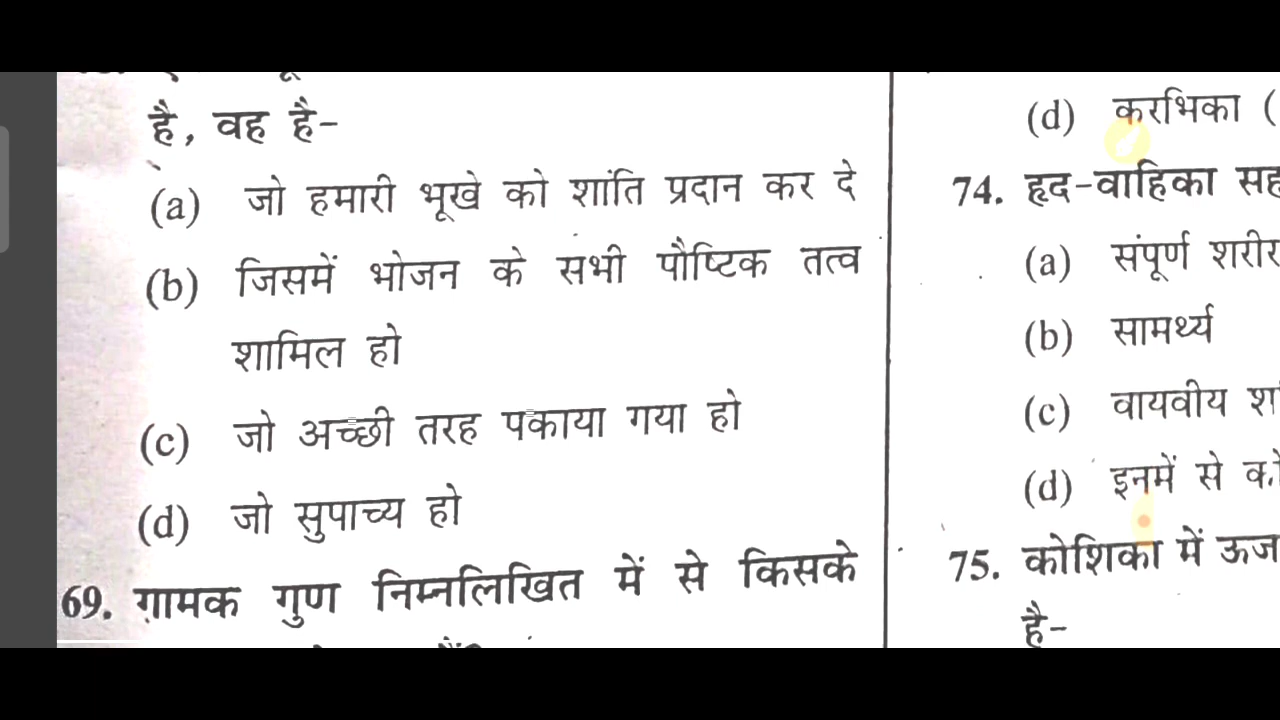 है, वह है-
(a) जो हमारी भूखे को शांति प्रदान कर दे
(b) जिसमें भोजन के सभी पौष्टिक तत्व
शामिल हो
(c) जो अच्छी तरह पकाया गया हो
(d) जो सुपाच्य हो
69. ग़ामक गुण निम्नलिखित में से किसके
(d) करभिका (
74. हृद-वाहिका
(a) संपूर्ण शरीर
(b) सामर्थ्य
(c) वायवीय
(d) इनमें से
75. कोशिका में
है-